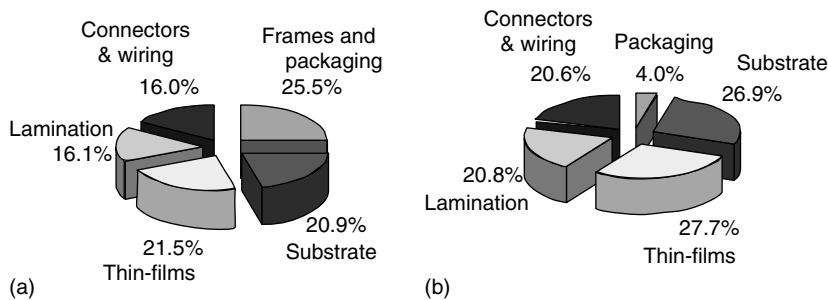 Connectors
& wiring
16.0%
Frames and
packaging
25.5%
Lamination
16.1%
21.5%
Thin-films
20.9%
Substrate
(a)
Connectors
& wiring
20.6%
Packaging
4.0%
Substrate
26.9%
20.8%
Lamination
27.7%
Thin-films
(b)